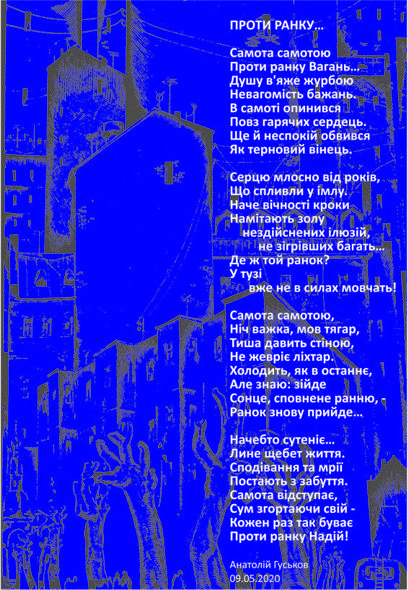 ПРОТИ РАНКУ...
Самота самотою
Проти ранку Вагань...
Душу в'яже журбою
Невагомість бажань.
В самоті опинився
Повз гарячих сердець.
Ще й неспокій обвився
Як терновий вінець.
Серцю млосно від років,
Що спливли у імлу.
Наче вічності кроки
Намітають золу
нездійснених ілюзій,
не зігрівших багать...
Де ж той ранок?
У тузі
вже не в силах мовчать!
Самота самотою,
Ніч важка, мов тягар,
Тиша давить стіною,
Не жевріє ліхтар.
Холодить, як в останнє,
Але знаю: зійде
Сонце, сповнене ранню, -
Ранок знову прийде...
Начебто сутеніє...
Лине щебет життя.
Сподівання та мрії
Постають з забуття.
Самота відступає,
Сум згортаючи свій -
Кожен раз так буває
Проти ранку Надій!
Анатолій Гуськов
09.05.2020